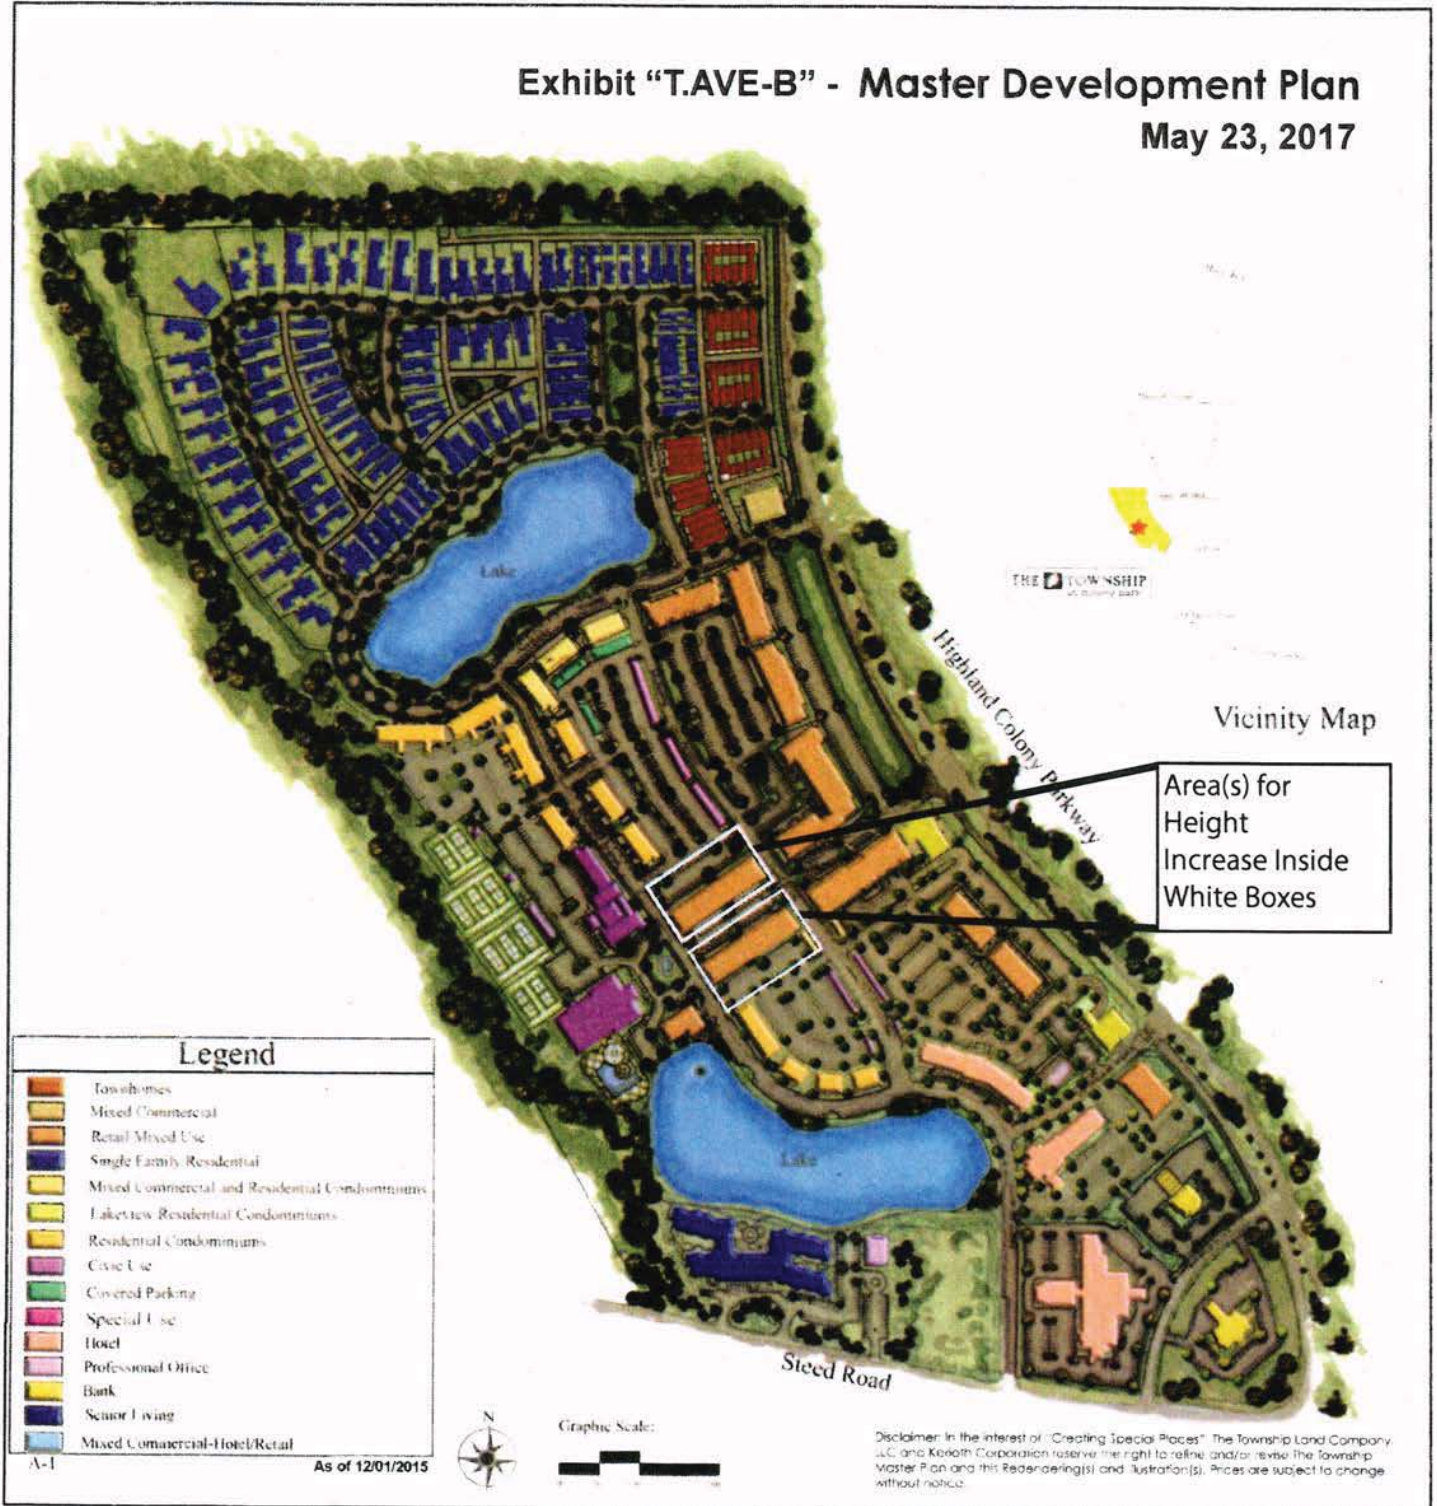 Exhibit “T.AVE-B” - Master Development Plan
May 23, 2017
Lake
THE TOWNSHIP
Highland Colony Parkway
Vicinity Map
Area(s) for
Height
Increase Inside
White Boxes
Lake
Legend
Townhomes
Mixed Commercial
Retail Mixed Use
Single Family Residential
Mixed Commercial and Residential Condominiums
Lakeview Residential Condominiums
Residential Condominiums
Civic Use
Covered Parking
Special Use
Hotel
Professional Office
Bank
Senior Living
Mixed Commercial-Hotel/Retail
Steed Road
A-1
As of 12/01/2015
N
Graphic Scale:
Disclaimer: In the interest of "Creating Special Places" The Township Land Company,
LLC and Kerioth Corporation reserve the right to refine and/or revise The Township
Master Plan and this Redendering(s) and illustration(s). Prices are subject to change
without notice.